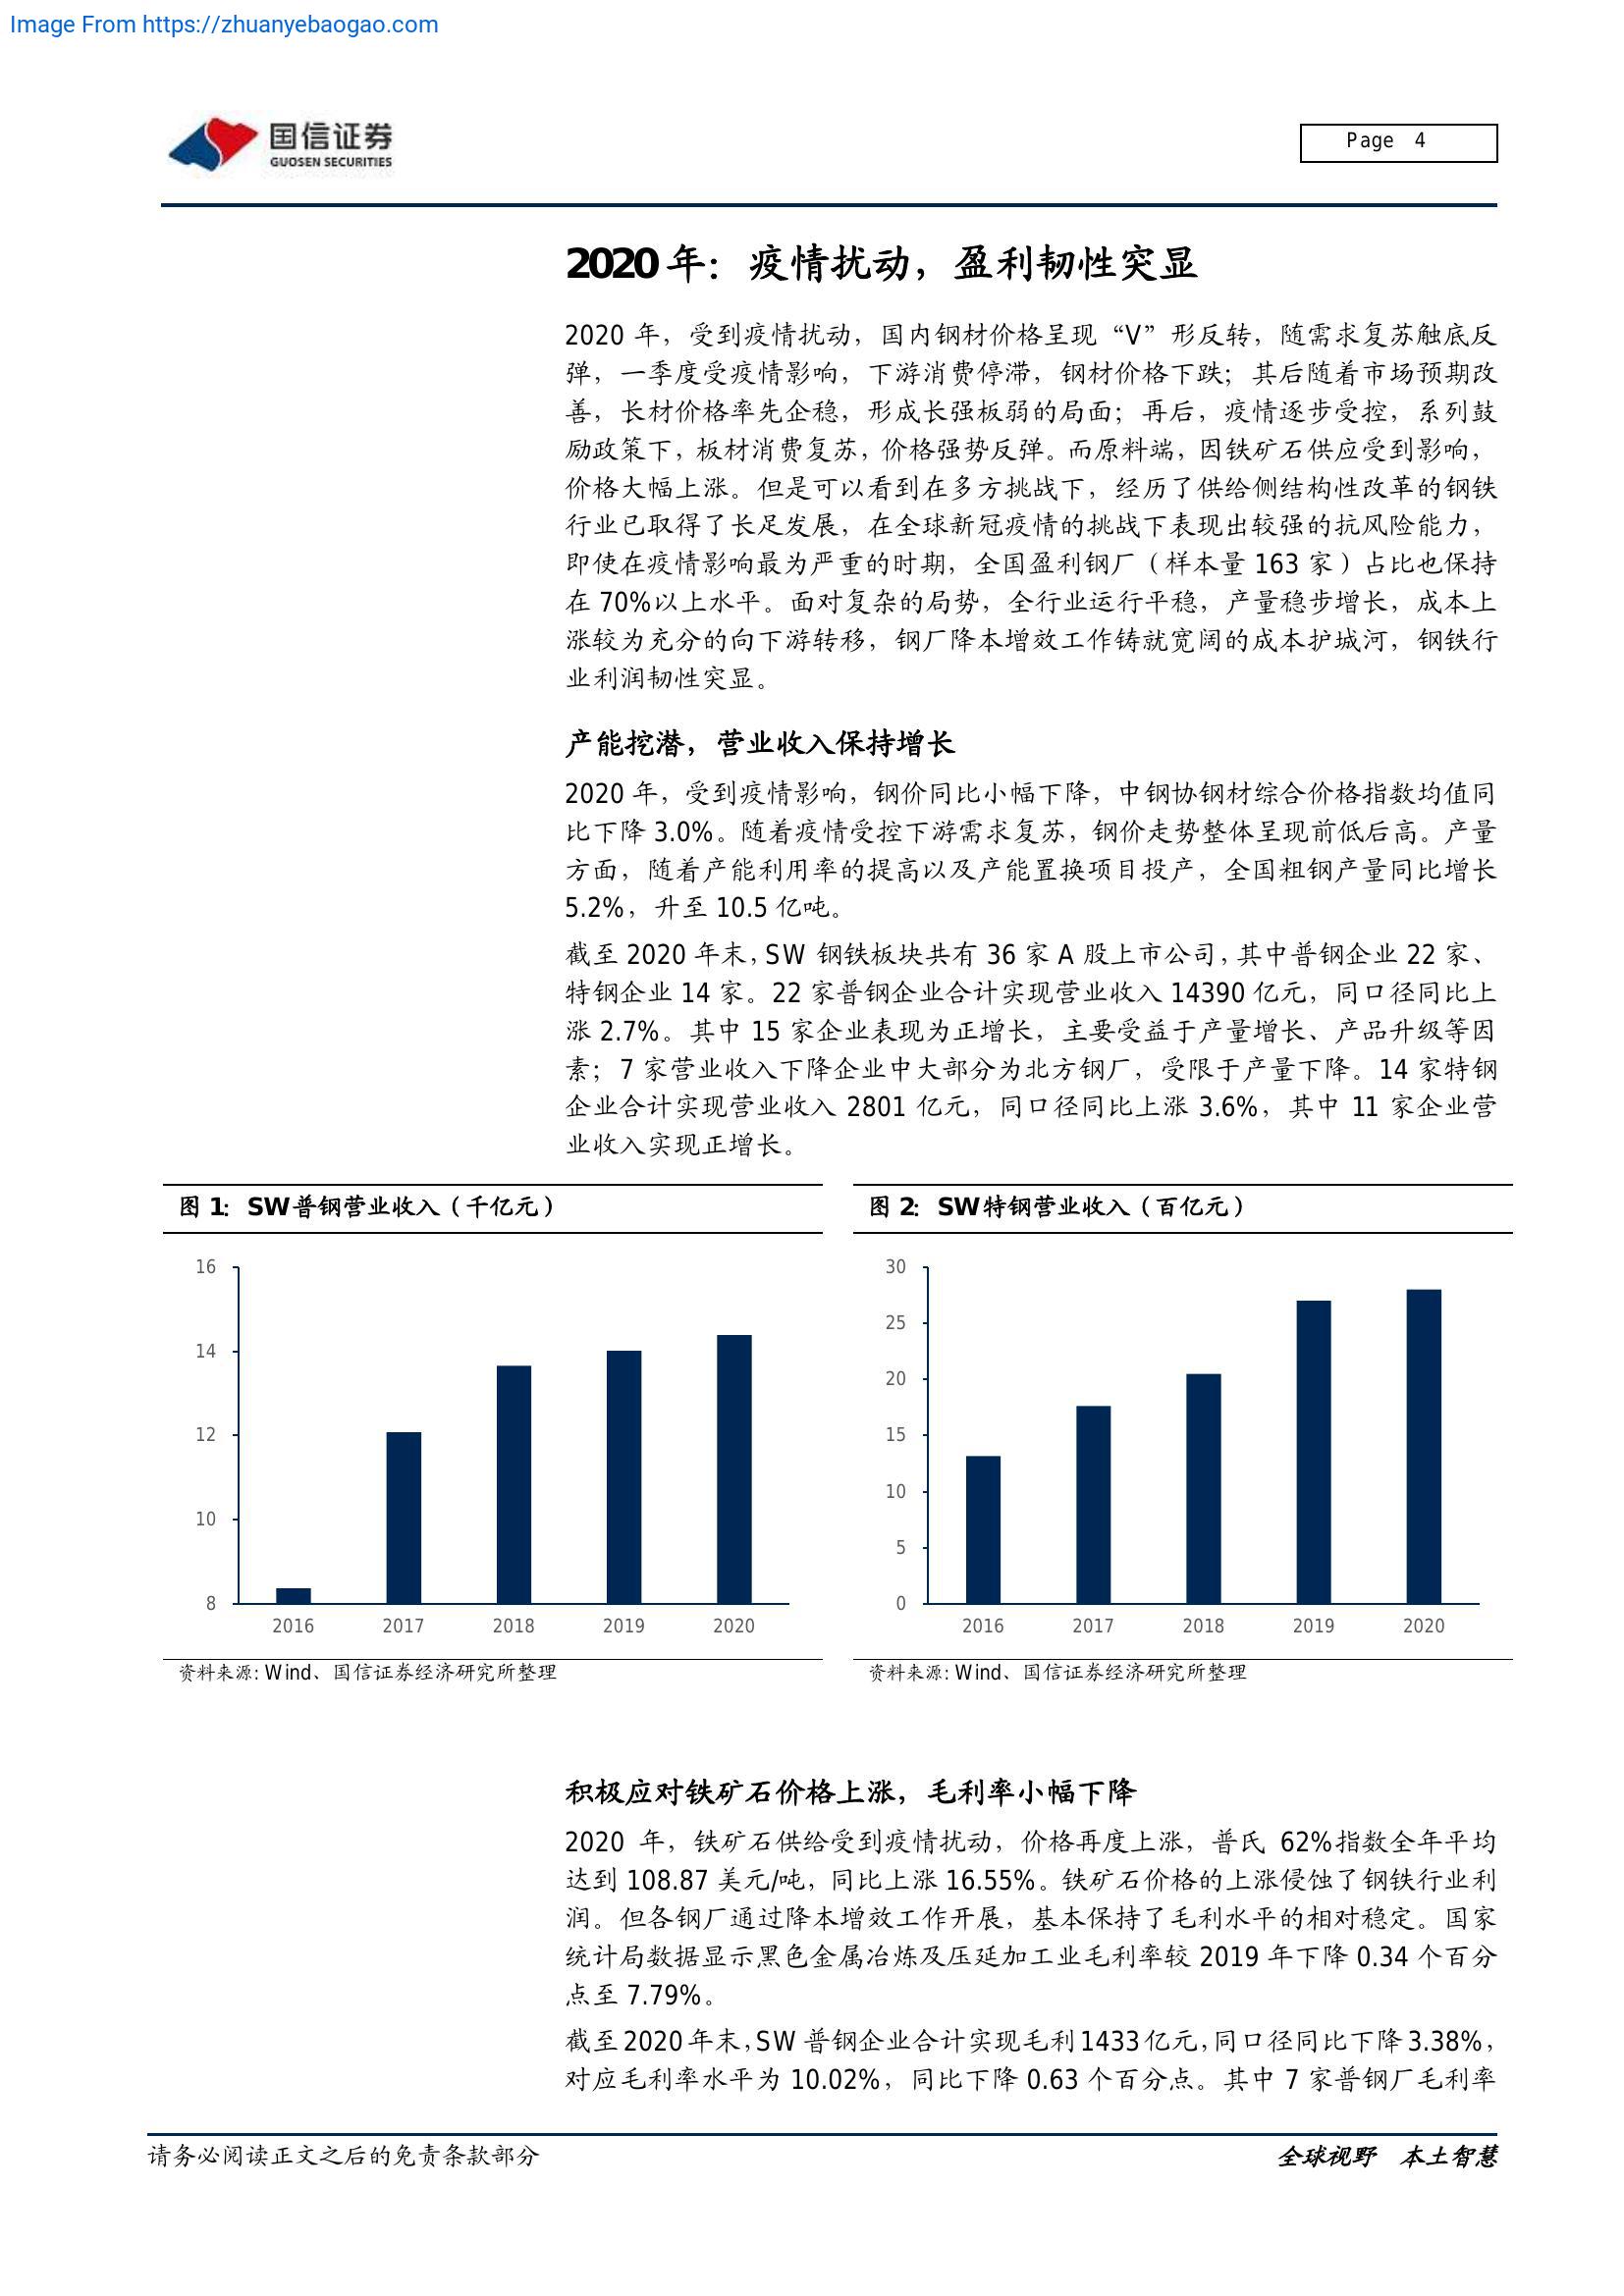 Image From https://zhuanyebaogao.com
国信证券
GUOSEN SECURITIES
Page 4
2020 年：疫情扰动，盈利韧性突显
2020 年，受到疫情扰动，国内钢材价格呈现“V”形反转，随需求复苏触底反
弹，一季度受疫情影响，下游消费停滞，钢材价格下跌；其后随着市场预期改
善，长材价格率先企稳，形成长强板弱的局面；再后，疫情逐步受控，系列鼓
励政策下，板材消费复苏，价格强势反弹。而原料端，因铁矿石供应受到影响，
价格大幅上涨。但是可以看到在多方挑战下，经历了供给侧结构性改革的钢铁
行业已取得了长足发展，在全球新冠疫情的挑战下表现出较强的抗风险能力，
即使在疫情影响最为严重的时期，全国盈利钢厂（样本量 163 家）占比也保持
在 70%以上水平。面对复杂的局势，全行业运行平稳，产量稳步增长，成本上
涨较为充分的向下游转移，钢厂降本增效工作铸就宽阔的成本护城河，钢铁行
业利润韧性突显。
产能挖潜，营业收入保持增长
2020 年，受到疫情影响，钢价同比小幅下降，中钢协钢材综合价格指数均值同
比下降 3.0%。随着疫情受控下游需求复苏，钢价走势整体呈现前低后高。产量
方面，随着产能利用率的提高以及产能置换项目投产，全国粗钢产量同比增长
5.2%，升至 10.5 亿吨。
截至 2020 年末，SW 钢铁板块共有 36 家 A 股上市公司，其中普钢企业 22 家、
特钢企业 14 家。22 家普钢企业合计实现营业收入 14390 亿元，同口径同比上
涨 2.7%。其中 15 家企业表现为正增长，主要受益于产量增长、产品升级等因
素；7 家营业收入下降企业中大部分为北方钢厂，受限于产量下降。14 家特钢
企业合计实现营业收入 2801 亿元，同口径同比上涨 3.6%，其中 11 家企业营
业收入实现正增长。
图 1：SW普钢营业收入（千亿元）
16
14
12
10
8
2016 2017 2018 2019 2020
资料来源: Wind、国信证券经济研究所整理
图 2：SW特钢营业收入（百亿元）
30
25
20
15
10
5
0
2016 2017 2018 2019 2020
资料来源: Wind、国信证券经济研究所整理
积极应对铁矿石价格上涨，毛利率小幅下降
2020 年，铁矿石供给受到疫情扰动，价格再度上涨，普氏 62%指数全年平均
达到 108.87 美元/吨，同比上涨 16.55%。铁矿石价格的上涨侵蚀了钢铁行业利
润。但各钢厂通过降本增效工作开展，基本保持了毛利水平的相对稳定。国家
统计局数据显示黑色金属冶炼及压延加工业毛利率较 2019 年下降 0.34 个百分
点至 7.79%。
截至2020年末，SW 普钢企业合计实现毛利1433亿元，同口径同比下降3.38%，
对应毛利率水平为 10.02%，同比下降 0.63 个百分点。其中 7 家普钢厂毛利率
请务必阅读正文之后的免责条款部分
全球视野 本土智慧